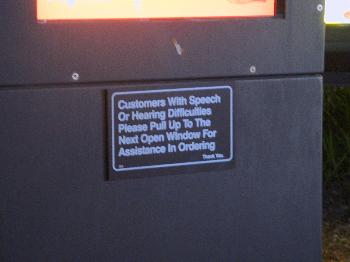 Customers With Speech
Or Hearing Difficulties
Please Pull Up To The
Next Open Window For
Assistance In Ordering
Thank You.